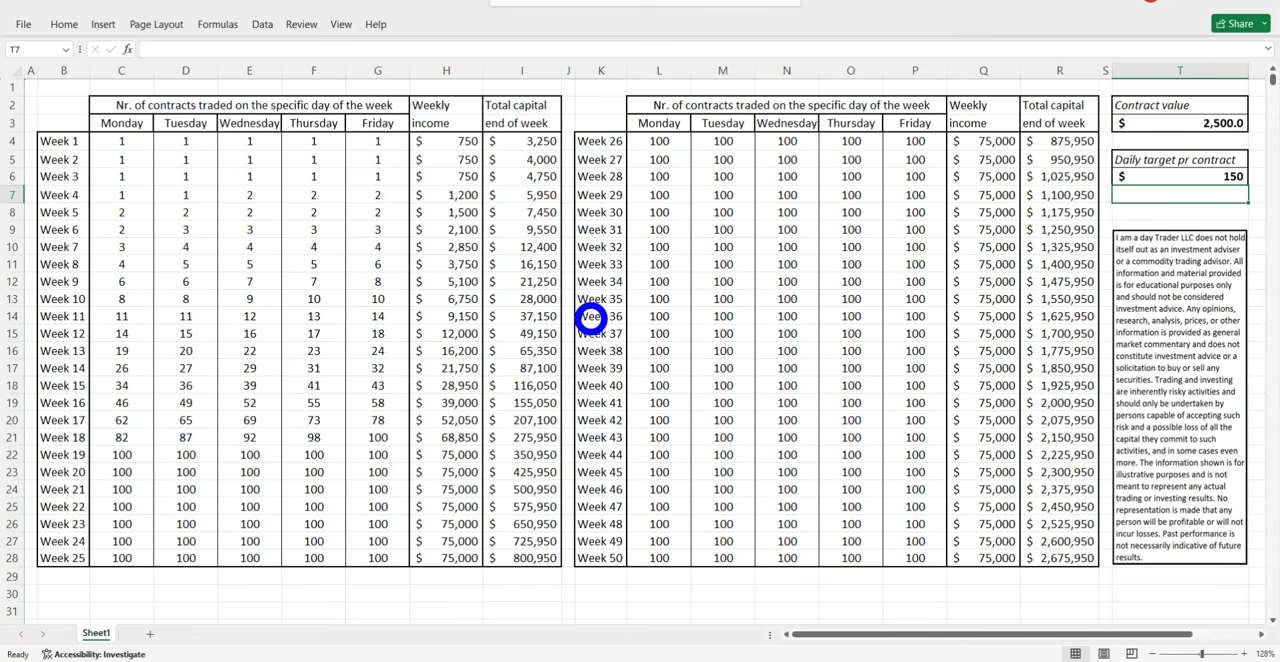 File Home Insert Page Layout Formulas Data Review View Help Share
T7 fx
A B C D E F G H I J K L M N O P Q R S T
1
2 Nr. of contracts traded on the specific day of the week Weekly Total capital Nr. of contracts traded on the specific day of the week Weekly Total capital Contract value
3 Monday Tuesday Wednesday Thursday Friday income end of week Monday Tuesday Wednesday Thursday Friday income end of week $ 2,500.0
4 Week 1 1 1 1 1 1 $ 750 $ 3,250 Week 26 100 100 100 100 100 $ 75,000 $ 875,950
5 Week 2 1 1 1 1 1 $ 750 $ 4,000 Week 27 100 100 100 100 100 $ 75,000 $ 950,950 Daily target pr contract
6 Week 3 1 1 1 1 1 $ 750 $ 4,750 Week 28 100 100 100 100 100 $ 75,000 $ 1,025,950 $ 150
7 Week 4 1 1 2 2 2 $ 1,200 $ 5,950 Week 29 100 100 100 100 100 $ 75,000 $ 1,100,950
8 Week 5 2 2 2 2 2 $ 1,500 $ 7,450 Week 30 100 100 100 100 100 $ 75,000 $ 1,175,950
9 Week 6 2 3 3 3 3 $ 2,100 $ 9,550 Week 31 100 100 100 100 100 $ 75,000 $ 1,250,950
10 Week 7 3 4 4 4 4 $ 2,850 $ 12,400 Week 32 100 100 100 100 100 $ 75,000 $ 1,325,950
11 Week 8 4 5 5 5 6 $ 3,750 $ 16,150 Week 33 100 100 100 100 100 $ 75,000 $ 1,400,950
12 Week 9 6 6 7 7 8 $ 5,100 $ 21,250 Week 34 100 100 100 100 100 $ 75,000 $ 1,475,950
13 Week 10 8 8 9 10 10 $ 6,750 $ 28,000 Week 35 100 100 100 100 100 $ 75,000 $ 1,550,950
14 Week 11 11 11 12 13 14 $ 9,150 $ 37,150 Week 36 100 100 100 100 100 $ 75,000 $ 1,625,950
15 Week 12 14 15 16 17 18 $ 12,000 $ 49,150 Week 37 100 100 100 100 100 $ 75,000 $ 1,700,950
16 Week 13 19 20 22 23 24 $ 16,200 $ 65,350 Week 38 100 100 100 100 100 $ 75,000 $ 1,775,950
17 Week 14 26 27 29 31 32 $ 21,750 $ 87,100 Week 39 100 100 100 100 100 $ 75,000 $ 1,850,950
18 Week 15 34 36 39 41 43 $ 28,950 $ 116,050 Week 40 100 100 100 100 100 $ 75,000 $ 1,925,950
19 Week 16 46 49 52 55 58 $ 39,000 $ 155,050 Week 41 100 100 100 100 100 $ 75,000 $ 2,000,950
20 Week 17 62 65 69 73 78 $ 52,050 $ 207,100 Week 42 100 100 100 100 100 $ 75,000 $ 2,075,950
21 Week 18 82 87 92 98 100 $ 68,850 $ 275,950 Week 43 100 100 100 100 100 $ 75,000 $ 2,150,950
22 Week 19 100 100 100 100 100 $ 75,000 $ 350,950 Week 44 100 100 100 100 100 $ 75,000 $ 2,225,950
23 Week 20 100 100 100 100 100 $ 75,000 $ 425,950 Week 45 100 100 100 100 100 $ 75,000 $ 2,300,950
24 Week 21 100 100 100 100 100 $ 75,000 $ 500,950 Week 46 100 100 100 100 100 $ 75,000 $ 2,375,950
25 Week 22 100 100 100 100 100 $ 75,000 $ 575,950 Week 47 100 100 100 100 100 $ 75,000 $ 2,450,950
26 Week 23 100 100 100 100 100 $ 75,000 $ 650,950 Week 48 100 100 100 100 100 $ 75,000 $ 2,525,950
27 Week 24 100 100 100 100 100 $ 75,000 $ 725,950 Week 49 100 100 100 100 100 $ 75,000 $ 2,600,950
28 Week 25 100 100 100 100 100 $ 75,000 $ 800,950 Week 50 100 100 100 100 100 $ 75,000 $ 2,675,950
29
30
31
I am a day Trader LLC does not hold
itself out as an investment adviser
or a commodity trading advisor. All
information and material provided
is for educational purposes only
and should not be considered
investment advice. Any opinions,
research, analysis, prices, or other
information is provided as general
market commentary and does not
constitute investment advice or a
solicitation to buy or sell any
securities. Trading and investing
are inherently risky activities and
should only be undertaken by
persons capable of accepting such
risk and a possible loss of all the
capital they commit to such
activities, and in some cases even
more. The information shown is for
illustrative purposes and is not
meant to represent any actual
trading or investing results. No
representation is made that any
person will be profitable or will not
incur losses. Past performance is
not necessarily indicative of future
results.
Sheet1
Ready Accessibility: Investigate 128%